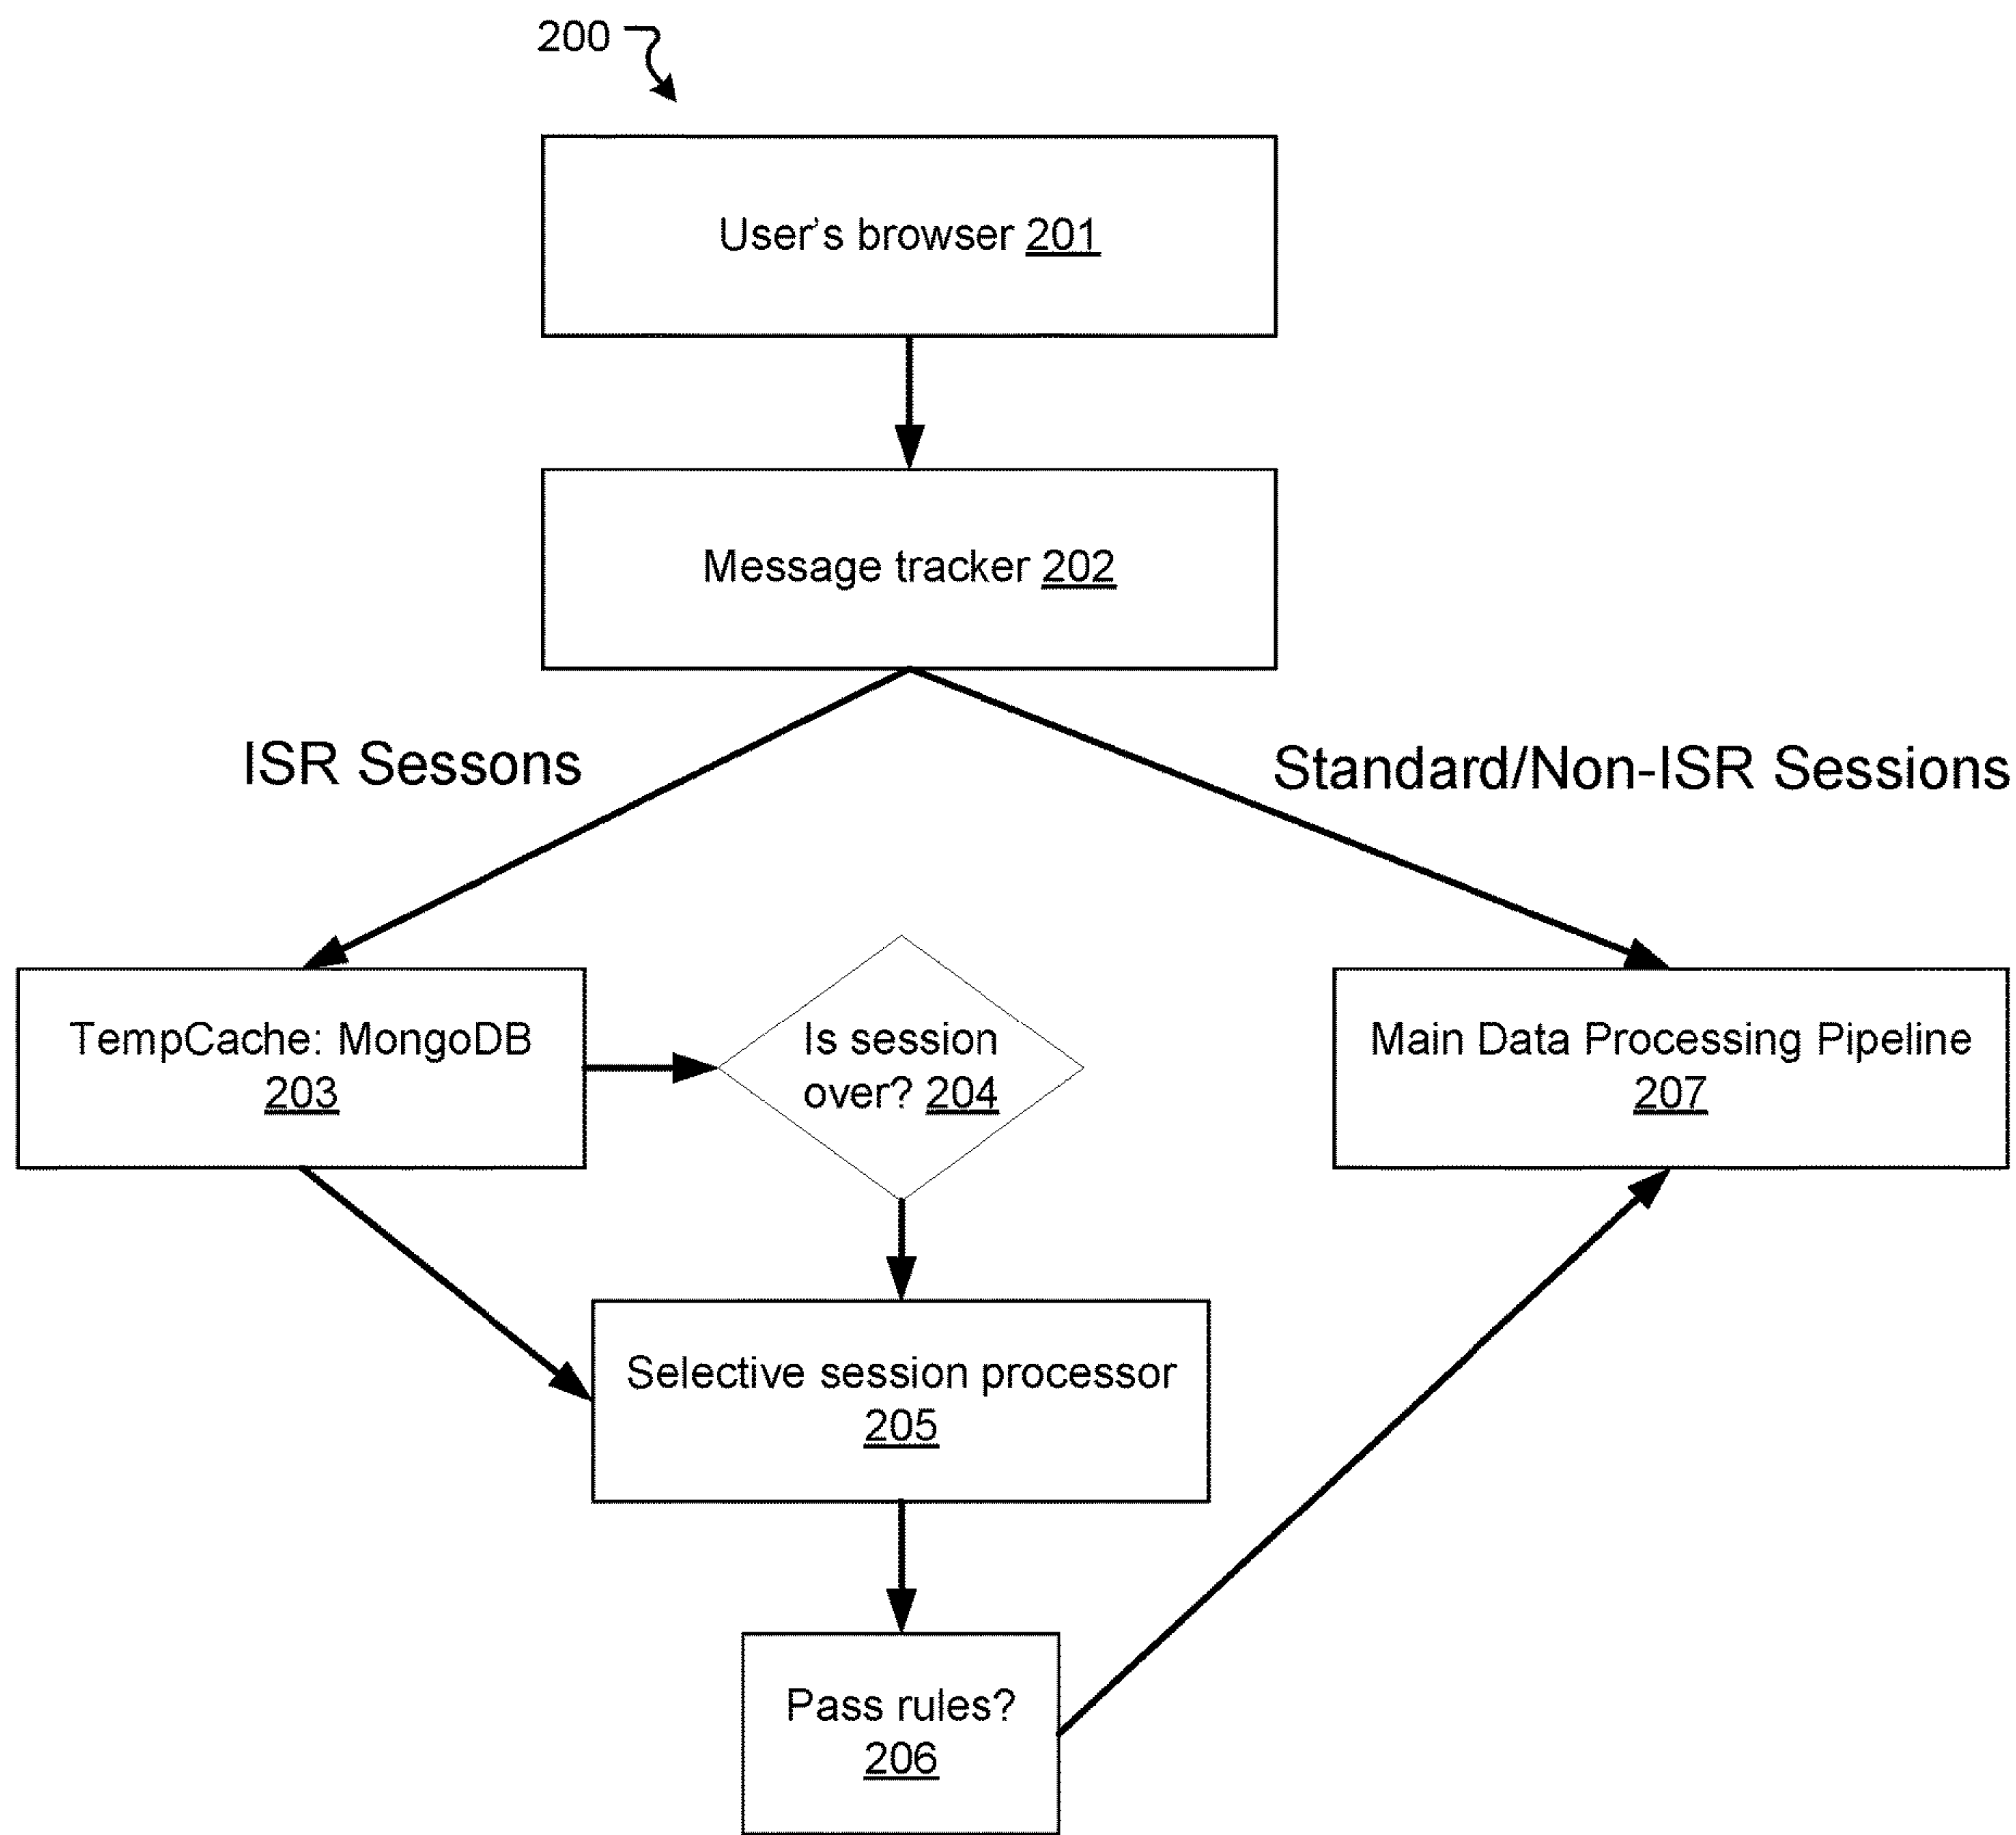 200
User's browser 201
Message tracker 202
ISR Sessons
Standard/Non-ISR Sessions
TempCache: MongoDB
203
Is session
over? 204
Main Data Processing Pipeline
207
Selective session processor
205
Pass rules?
206